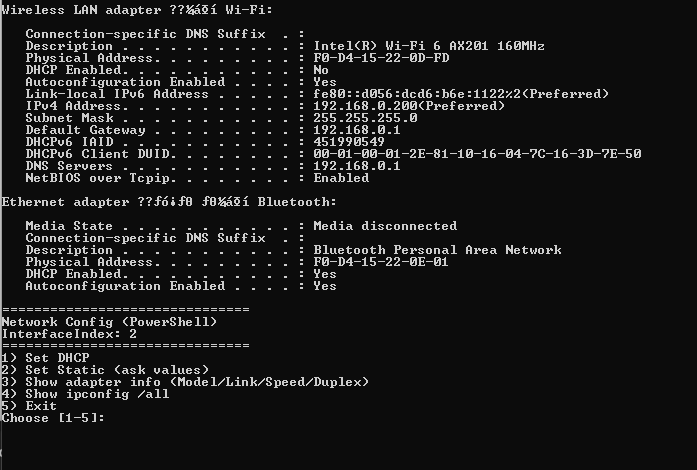 Wireless LAN adapter ??¾áøí Wi-Fi:
Connection-specific DNS Suffix . :
Description . . . . . . . . . . . : Intel(R) Wi-Fi 6 AX201 160MHz
Physical Address. . . . . . . . . : F0-D4-15-22-0D-FD
DHCP Enabled. . . . . . . . . . . : No
Autoconfiguration Enabled . . . . : Yes
Link-local IPv6 Address . . . . . : fe80::d056:dcd6:b6e:1122%2(Preferred)
IPv4 Address. . . . . . . . . . . : 192.168.0.200(Preferred)
Subnet Mask . . . . . . . . . . . : 255.255.255.0
Default Gateway . . . . . . . . . : 192.168.0.1
DHCPv6 IAID . . . . . . . . . . . : 451990549
DHCPv6 Client DUID. . . . . . . . : 00-01-00-01-2E-81-10-16-04-7C-16-3D-7E-50
DNS Servers . . . . . . . . . . . : 192.168.0.1
NetBIOS over Tcpip. . . . . . . . : Enabled
Ethernet adapter Bluetooth:
Media State . . . . . . . . . . . : Media disconnected
Connection-specific DNS Suffix . :
Description . . . . . . . . . . . : Bluetooth Personal Area Network
Physical Address. . . . . . . . . : F0-D4-15-22-0E-01
DHCP Enabled. . . . . . . . . . . : Yes
Autoconfiguration Enabled . . . . : Yes
===============================
Network Config (PowerShell)
InterfaceIndex: 2
===============================
1) Set DHCP
2) Set Static (ask values)
3) Show adapter info (Model/Link/Speed/Duplex)
4) Show ipconfig /all
5) Exit
Choose [1-5]: